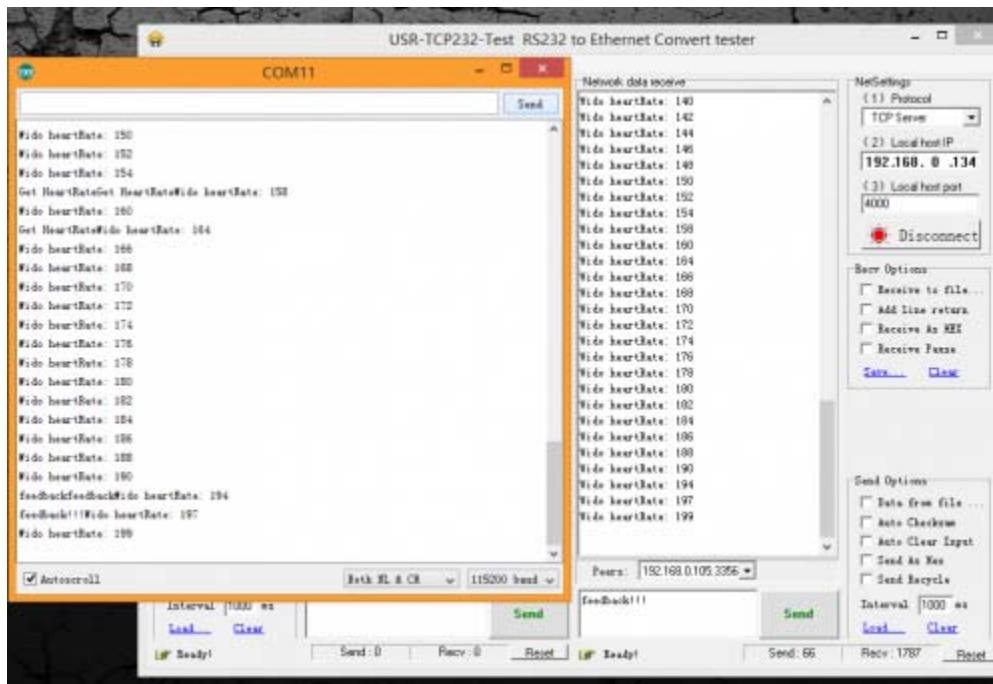 USR-TCP232-Test RS232 to Ethernet Convert tester
COM11
Send
Wido heartRate: 150
Wido heartRate: 152
Wido heartRate: 154
Get HeartRateGet HeartRateWido heartRate: 158
Wido heartRate: 160
Get HeartRateWido heartRate: 164
Wido heartRate: 166
Wido heartRate: 168
Wido heartRate: 170
Wido heartRate: 172
Wido heartRate: 174
Wido heartRate: 176
Wido heartRate: 178
Wido heartRate: 180
Wido heartRate: 182
Wido heartRate: 184
Wido heartRate: 186
Wido heartRate: 188
Wido heartRate: 190
feedbackfeedbackWido heartRate: 194
feedback!!!Wido heartRate: 197
Wido heartRate: 199
Autoscroll
Both NL & CR
115200 baud
Network data receive
Wido heartRate: 140
Wido heartRate: 142
Wido heartRate: 144
Wido heartRate: 146
Wido heartRate: 148
Wido heartRate: 150
Wido heartRate: 152
Wido heartRate: 154
Wido heartRate: 158
Wido heartRate: 160
Wido heartRate: 164
Wido heartRate: 166
Wido heartRate: 168
Wido heartRate: 170
Wido heartRate: 172
Wido heartRate: 174
Wido heartRate: 176
Wido heartRate: 178
Wido heartRate: 180
Wido heartRate: 182
Wido heartRate: 184
Wido heartRate: 186
Wido heartRate: 188
Wido heartRate: 190
Wido heartRate: 194
Wido heartRate: 197
Wido heartRate: 199
Peers: 192.168.0.105:3356
feedback!!!
Send
NetSettings
(1) Protocol
TCP Server
(2) Local host IP
192.168. 0 .134
(3) Local host port
4000
Disconnect
Recv Options
Receive to file...
Add line return
Receive As HEX
Receive Pause
Save... Clear
Send Options
Data from file ...
Auto Checksum
Auto Clear Input
Send As Hex
Send Recycle
Interval 1000 ms
Load... Clear
Interval 1000 ms
Load... Clear
Send
Ready!
Send : 0
Recv : 0
Reset
Ready!
Send : 66
Recv : 1787
Reset